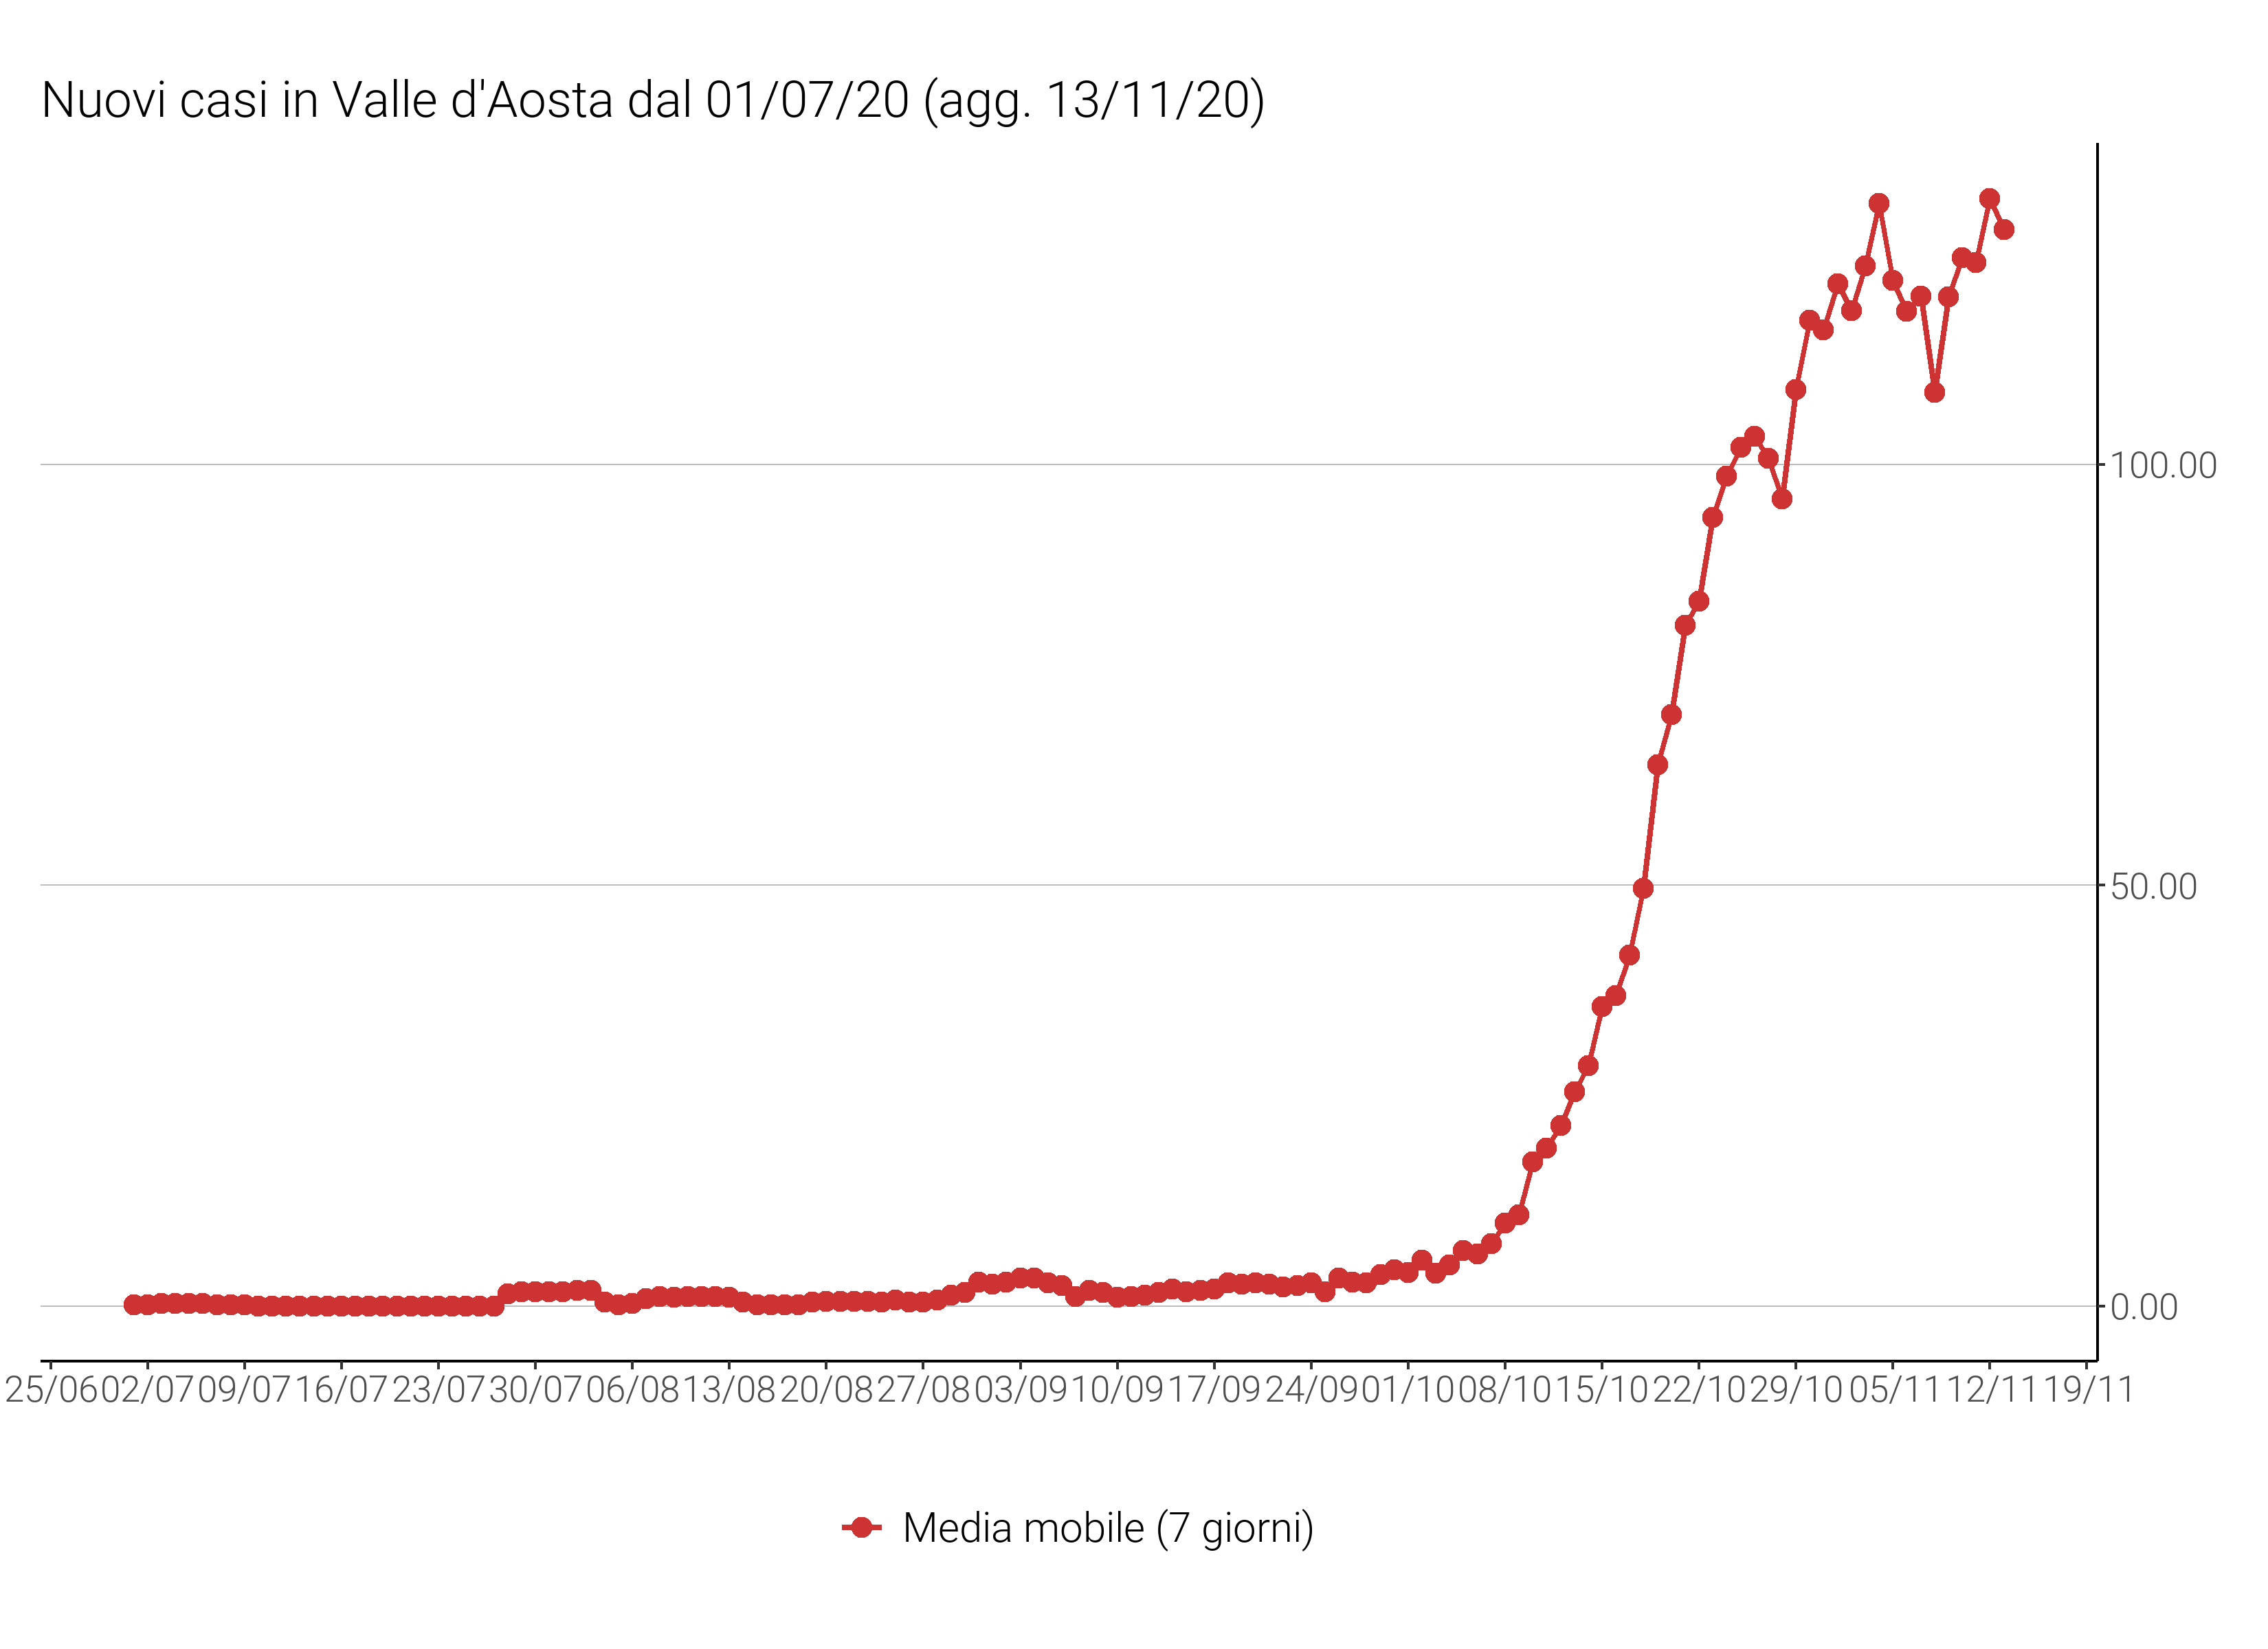 Nuovi casi in Valle d'Aosta dal 01/07/20 (agg. 13/11/20)
100.00
50.00
0.00
25/06 02/07 09/07 16/07 23/07 30/07 06/08 13/08 20/08 27/08 03/09 10/09 17/09 24/09 01/10 08/10 15/10 22/10 29/10 05/11 12/11 19/11
Media mobile (7 giorni)